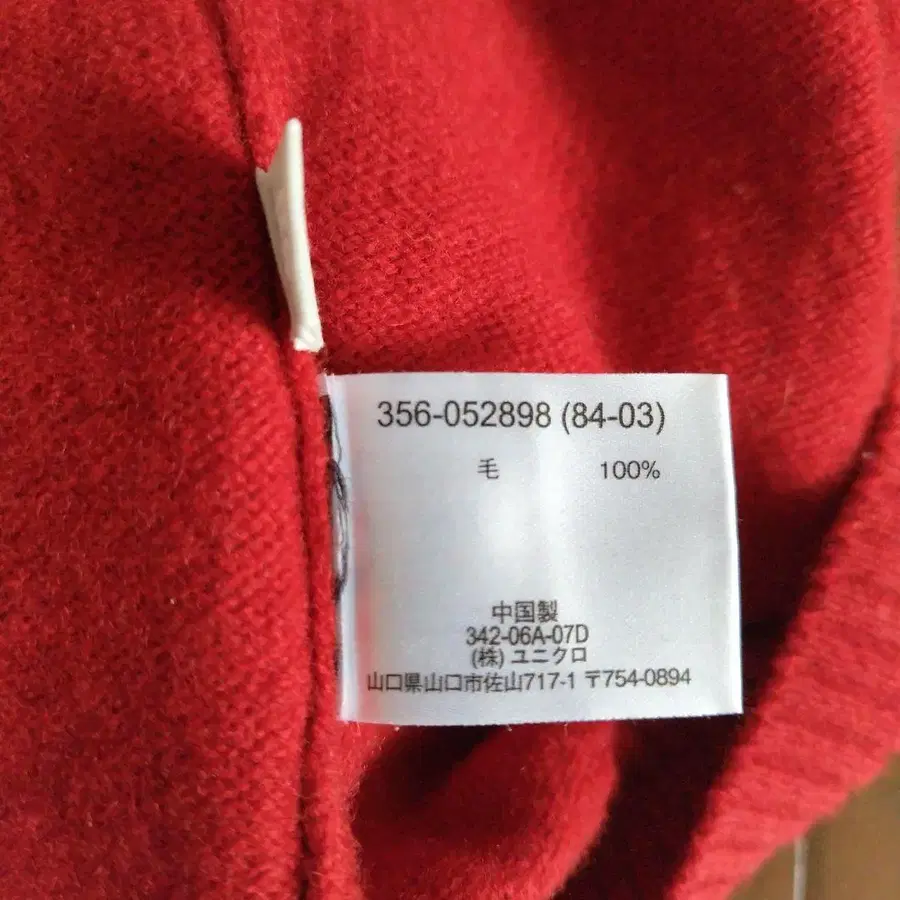 356-052898 (84-03)
毛 100%
中国製
342-06A-07D
(株) ユニクロ
山口県山口市佐山717-1 〒754-0894